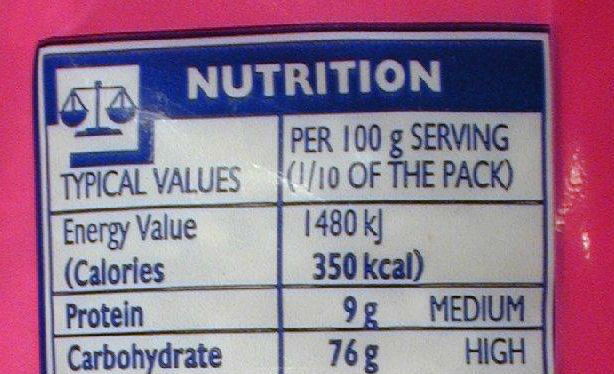 NUTRITION
PER 100 g SERVING
TYPICAL VALUES (1/10 OF THE PACK)
Energy Value 1480 kJ
(Calories 350 kcal)
Protein 9 g MEDIUM
Carbohydrate 76 g HIGH